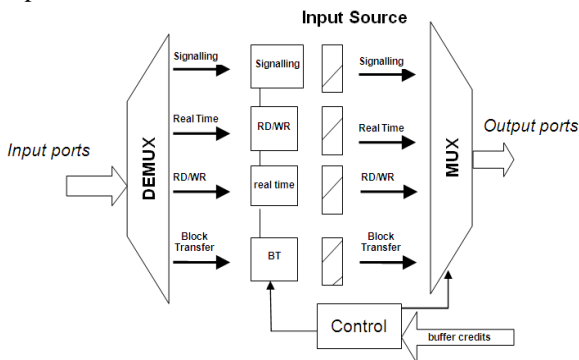 Input Source
Signalling
Signalling
Signalling
Real Time
RD/WR
Real Time
Input ports
Output ports
DEMUX
MUX
RD/WR
real time
RD/WR
Block
Transfer
BT
Block
Transfer
Control
buffer credits